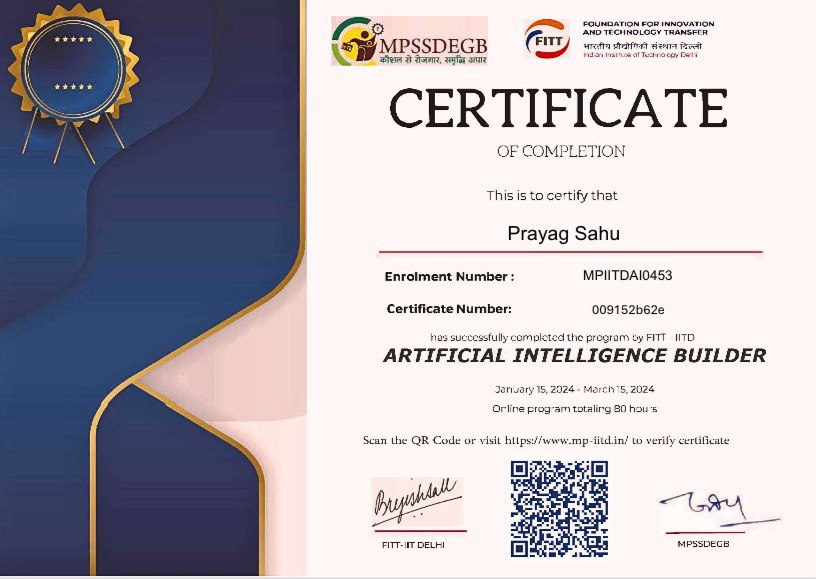 MPSSDEGB
कौशल से रोजगार, समृद्धि अपार
FITT
FOUNDATION FOR INNOVATION
AND TECHNOLOGY TRANSFER
भारतीय प्रौद्योगिकी संस्थान दिल्ली
Indian Institute of Technology Delhi
CERTIFICATE
OF COMPLETION
This is to certify that
Prayag Sahu
Enrolment Number : MPIITDAI0453
Certificate Number: 009152b62e
has successfully completed the program by FITT - IITD
ARTIFICIAL INTELLIGENCE BUILDER
January 15, 2024 - March 15, 2024
Online program totaling 80 hours
Scan the QR Code or visit https://www.mp-iitd.in/ to verify certificate
FITT-IIT DELHI
MPSSDEGB